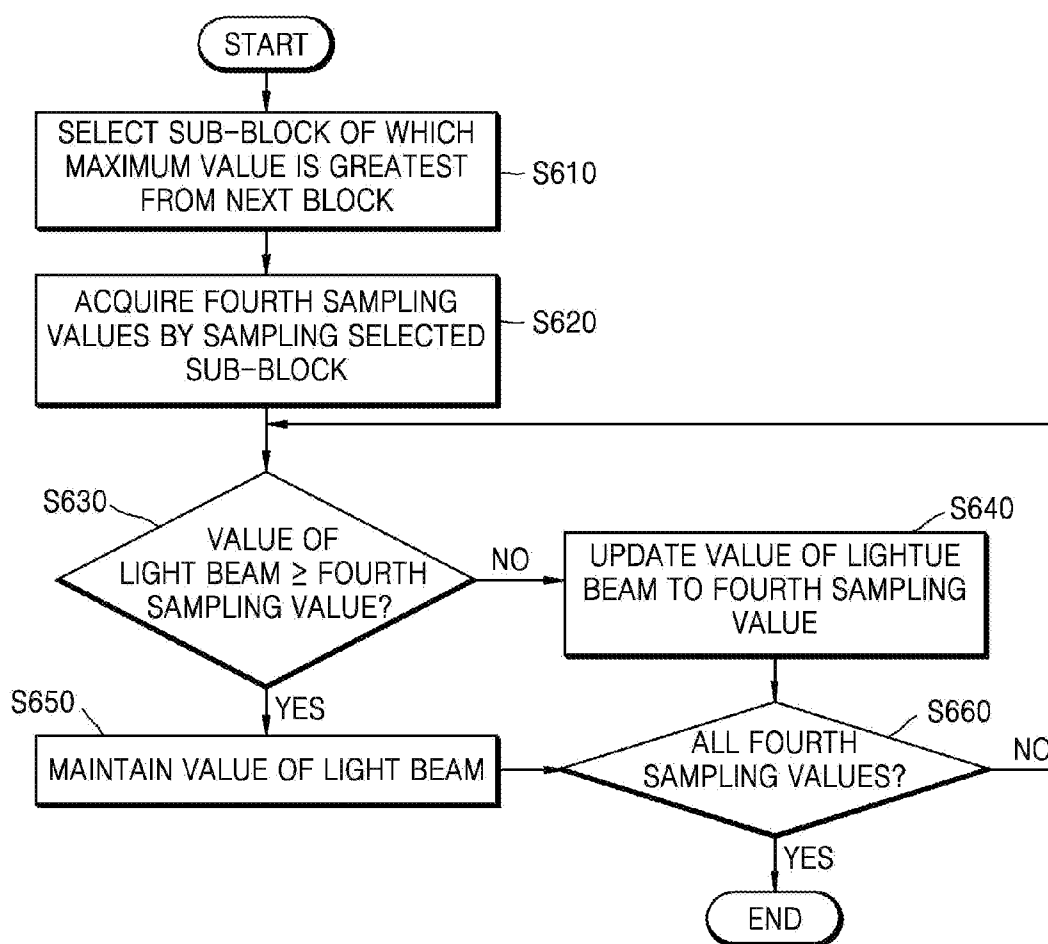 START
SELECT SUB-BLOCK OF WHICH
MAXIMUM VALUE IS GREATEST
FROM NEXT BLOCK
S610
ACQUIRE FOURTH SAMPLING
VALUES BY SAMPLING SELECTED
SUB-BLOCK
S620
S630
VALUE OF
LIGHT BEAM ≥ FOURTH
SAMPLING VALUE?
NO
S640
UPDATE VALUE OF LIGHTUE
BEAM TO FOURTH SAMPLING
VALUE
YES
S650
MAINTAIN VALUE OF LIGHT BEAM
S660
ALL FOURTH
SAMPLING VALUES?
NO
YES
END